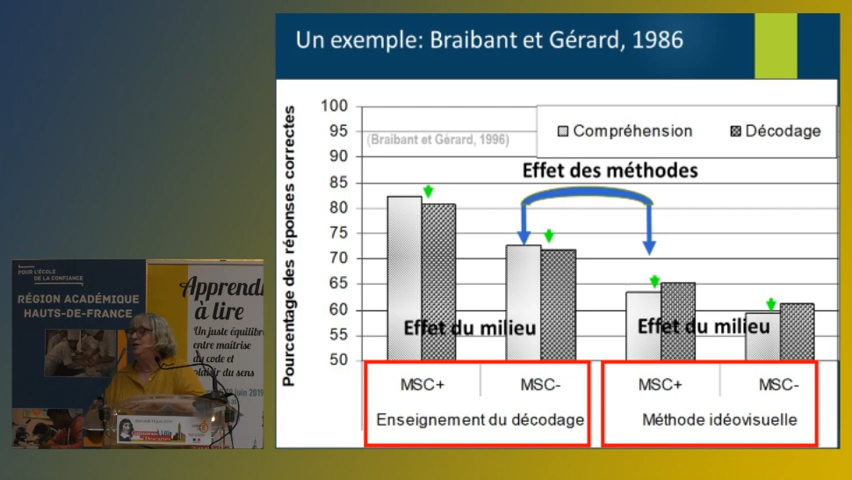 Un exemple: Braibant et Gérard, 1986
Pourcentage des réponses correctes
100
95
90
85
80
75
70
65
60
55
50
(Braibant et Gérard, 1996)
Compréhension
Décodage
Effet des méthodes
Effet du milieu
Effet du milieu
MSC+
MSC-
MSC+
MSC-
Enseignement du décodage
Méthode idéovisuelle
POUR L'ÉCOLE
DE LA CONFIANCE
RÉGION ACADÉMIQUE
HAUTS-DE-FRANCE
Apprendr
à lire
Un juste équilibre
entre maîtrise
du code et
plaisir du sens